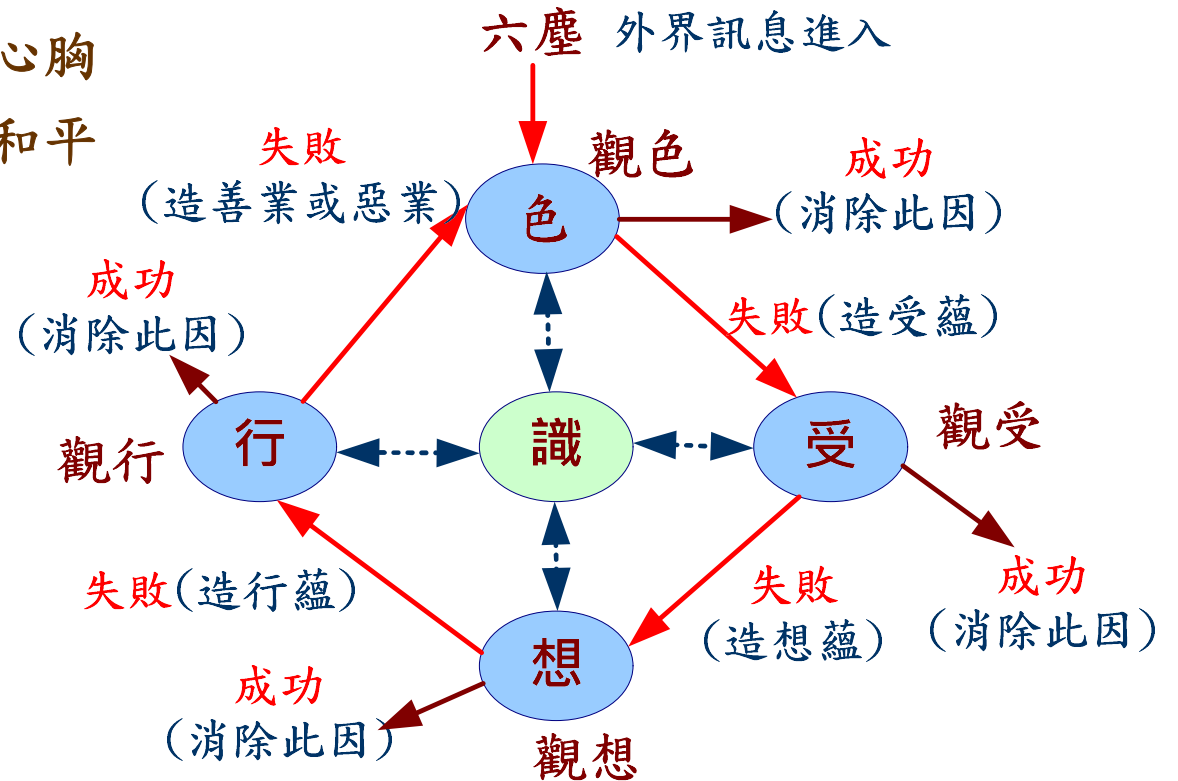 六塵 外界訊息進入
心胸
和平
失敗
(造善業或惡業)
觀色
色
成功
(消除此因)
成功
(消除此因)
失敗(造受蘊)
行
識
受
觀行
觀受
失敗(造行蘊)
失敗
(造想蘊)
成功
(消除此因)
想
成功
(消除此因)
觀想